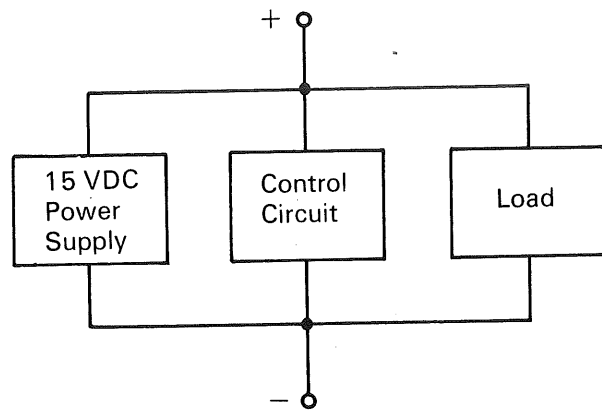 +
15 VDC
Power
Supply
Control
Circuit
Load
−